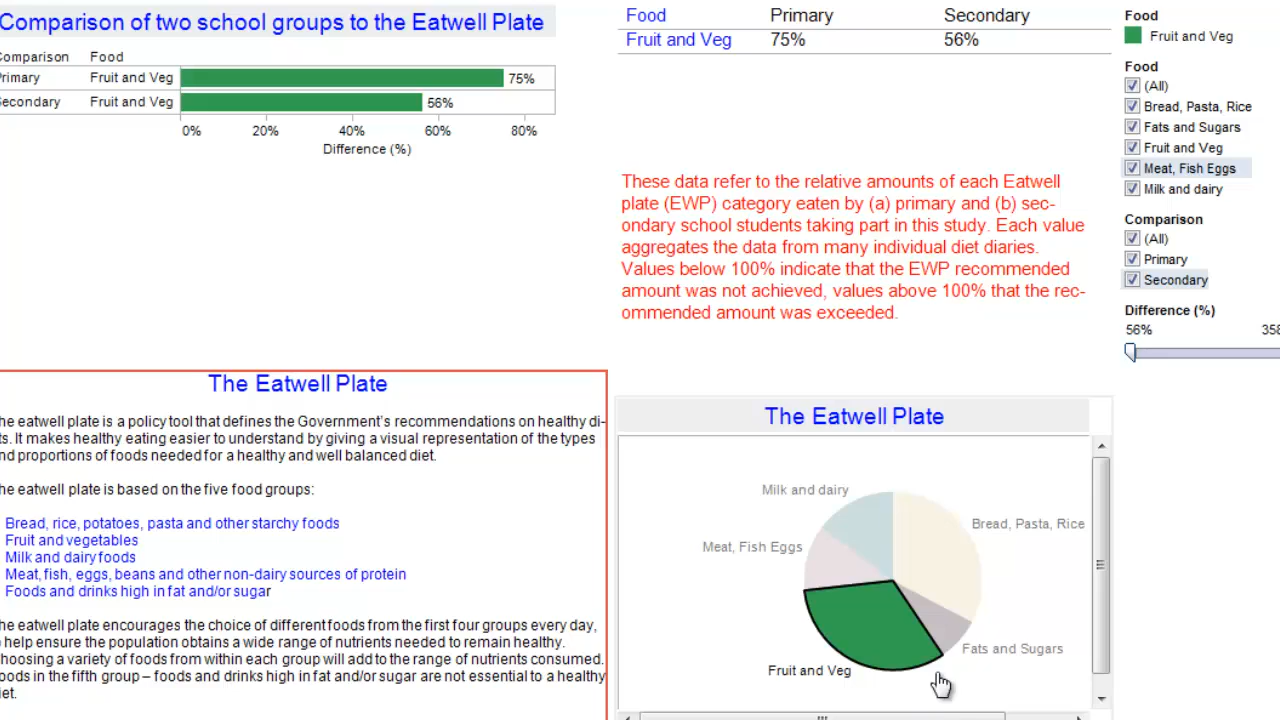 Comparison of two school groups to the Eatwell Plate
Comparison Food
Primary Fruit and Veg 75%
Secondary Fruit and Veg 56%
0% 20% 40% 60% 80%
Difference (%)
Food Primary Secondary
Fruit and Veg 75% 56%
These data refer to the relative amounts of each Eatwell
plate (EWP) category eaten by (a) primary and (b) sec-
ondary school students taking part in this study. Each value
aggregates the data from many individual diet diaries.
Values below 100% indicate that the EWP recommended
amount was not achieved, values above 100% that the rec-
ommended amount was exceeded.
Food
Fruit and Veg
Food
(All)
Bread, Pasta, Rice
Fats and Sugars
Fruit and Veg
Meat, Fish Eggs
Milk and dairy
Comparison
(All)
Primary
Secondary
Difference (%)
56% 358
The Eatwell Plate
he eatwell plate is a policy tool that defines the Government's recommendations on healthy di-
ts. It makes healthy eating easier to understand by giving a visual representation of the types
nd proportions of foods needed for a healthy and well balanced diet.
he eatwell plate is based on the five food groups:
Bread, rice, potatoes, pasta and other starchy foods
Fruit and vegetables
Milk and dairy foods
Meat, fish, eggs, beans and other non-dairy sources of protein
Foods and drinks high in fat and/or sugar
he eatwell plate encourages the choice of different foods from the first four groups every day,
help ensure the population obtains a wide range of nutrients needed to remain healthy.
hoosing a variety of foods from within each group will add to the range of nutrients consumed.
oods in the fifth group – foods and drinks high in fat and/or sugar are not essential to a healthy
iet.
The Eatwell Plate
Milk and dairy
Bread, Pasta, Rice
Meat, Fish Eggs
Fats and Sugars
Fruit and Veg